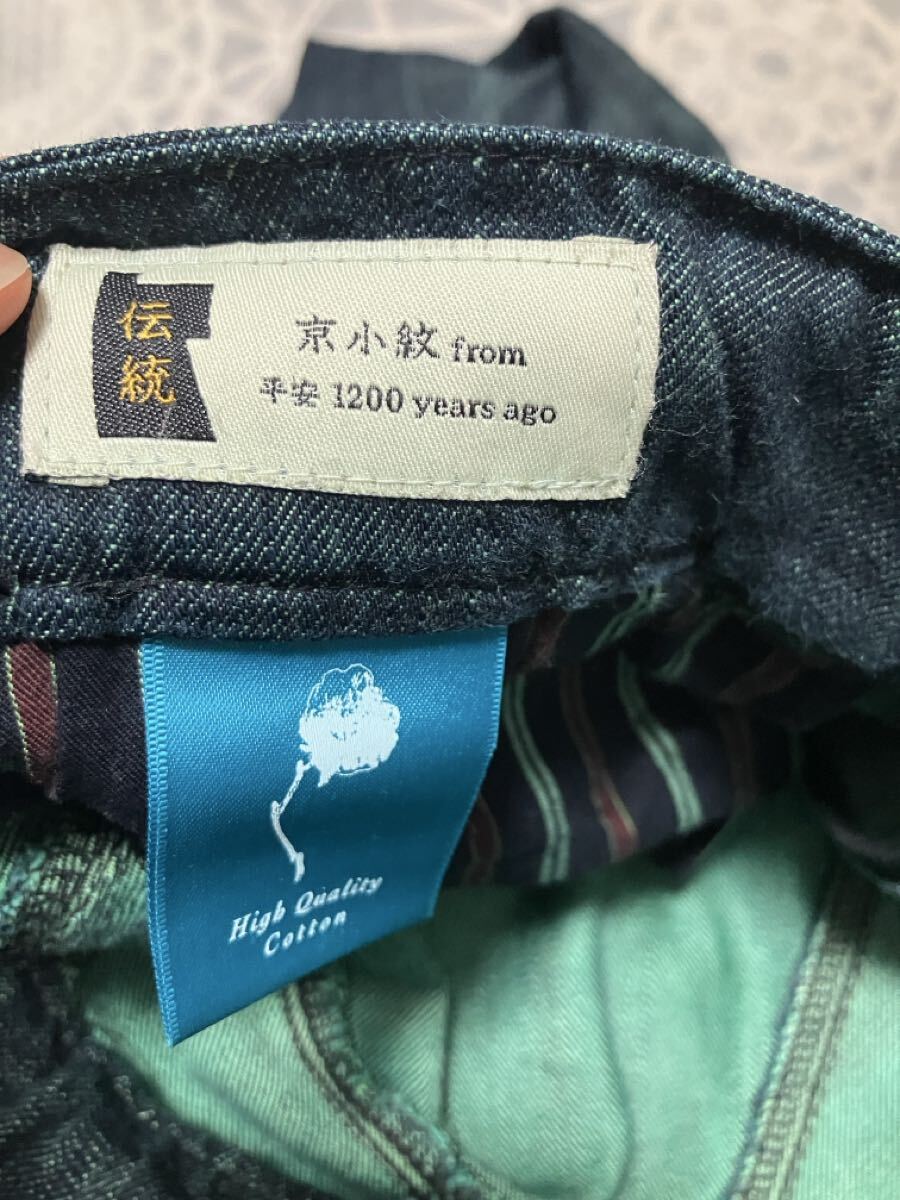 伝
統
京小紋 from
平安 1200 years ago
High Quality
Cotton